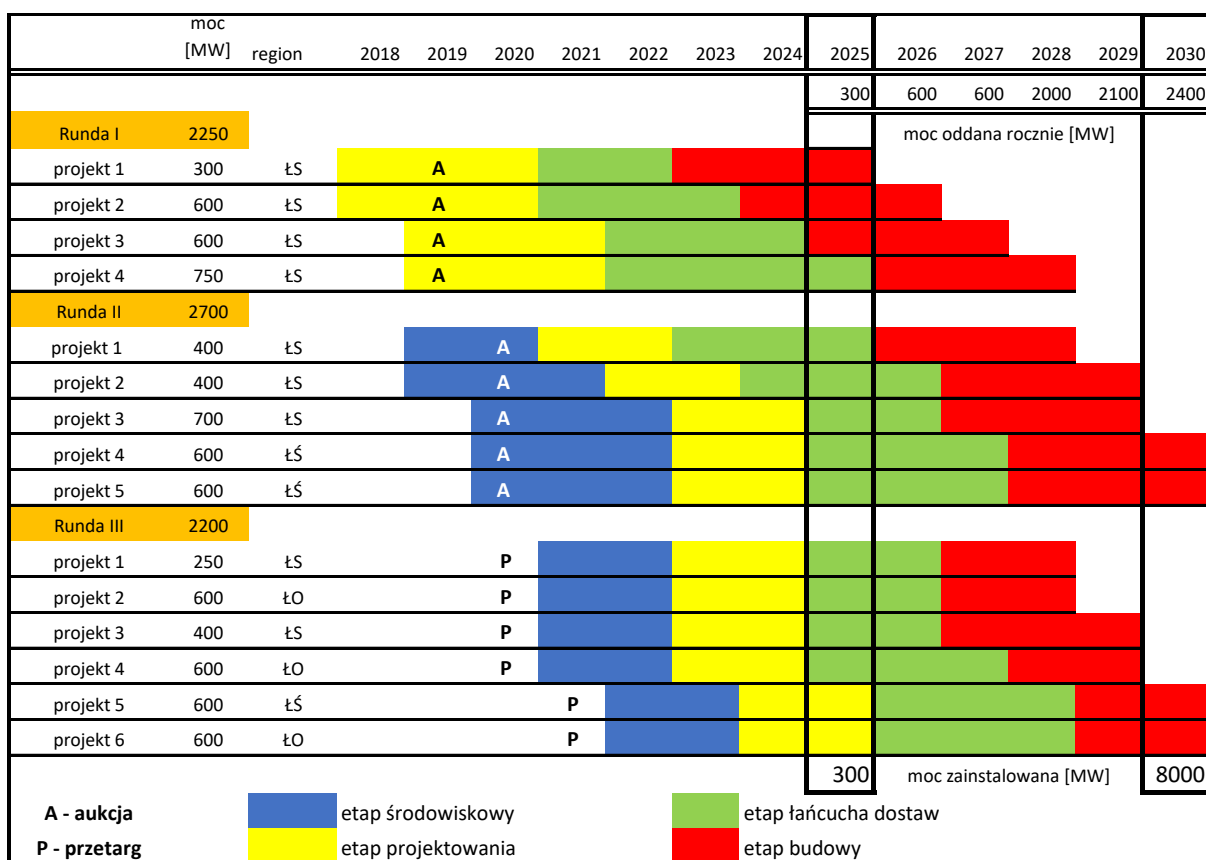 moc
[MW] region 2018 2019 2020 2021 2022 2023 2024 2025 2026 2027 2028 2029 2030
300 600 600 2000 2100 2400
Runda I 2250 moc oddana rocznie [MW]
projekt 1 300 ŁS A
projekt 2 600 ŁS A
projekt 3 600 ŁS A
projekt 4 750 ŁS A
Runda II 2700
projekt 1 400 ŁS A
projekt 2 400 ŁS A
projekt 3 700 ŁS A
projekt 4 600 ŁŚ A
projekt 5 600 ŁŚ A
Runda III 2200
projekt 1 250 ŁS P
projekt 2 600 ŁO P
projekt 3 400 ŁS P
projekt 4 600 ŁO P
projekt 5 600 ŁŚ P
projekt 6 600 ŁO P
300 moc zainstalowana [MW] 8000
A - aukcja etap środowiskowy etap łańcucha dostaw
P - przetarg etap projektowania etap budowy